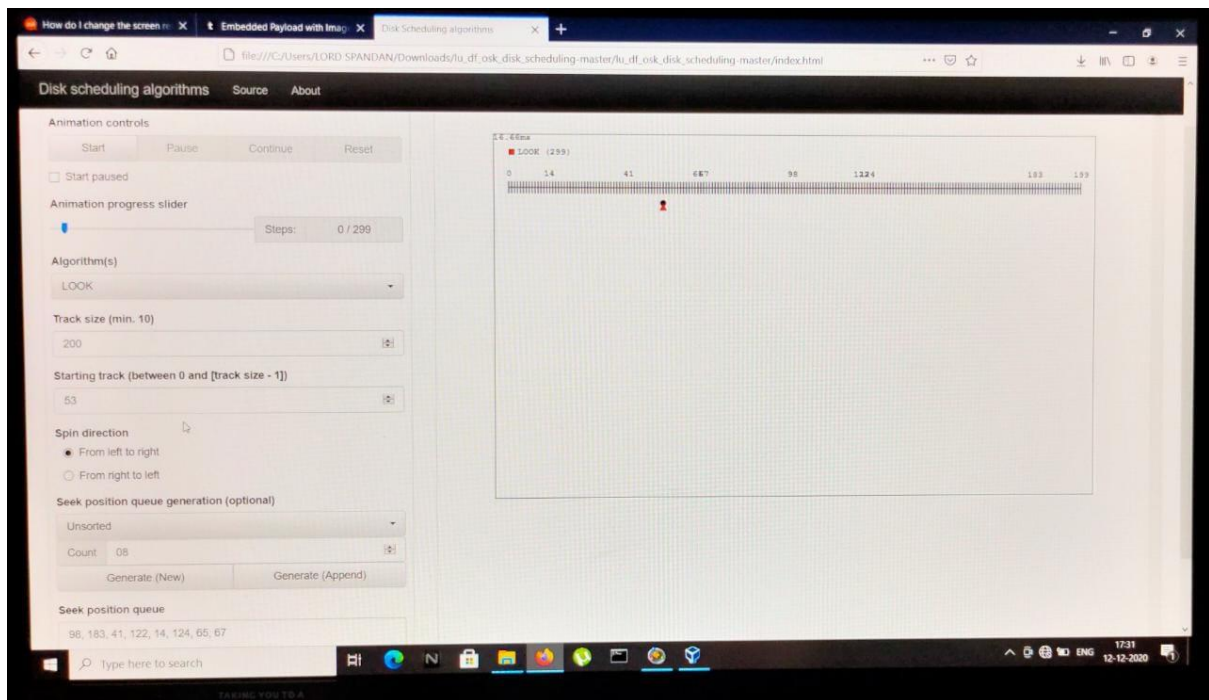 How do I change the screen r
Embedded Payload with Imag
Disk Scheduling algorithms
file:///C:/Users/LORD SPANDAN/Downloads/lu_df_osk_disk_scheduling-master/lu_df_osk_disk_scheduling-master/index.html
Disk scheduling algorithms Source About
Animation controls
Start Pause Continue Reset
Start paused
Animation progress slider
Steps: 0 / 299
Algorithm(s)
LOOK
Track size (min. 10)
200
Starting track (between 0 and [track size - 1])
53
Spin direction
From left to right
From right to left
Seek position queue generation (optional)
Unsorted
Count 08
Generate (New) Generate (Append)
Seek position queue
98, 183, 41, 122, 14, 124, 65, 67
16.66ms
LOOK (299)
0 14 41 98 183 199
Type here to search
N
ENG
17:31
12-12-2020
TAKING YOU TO A